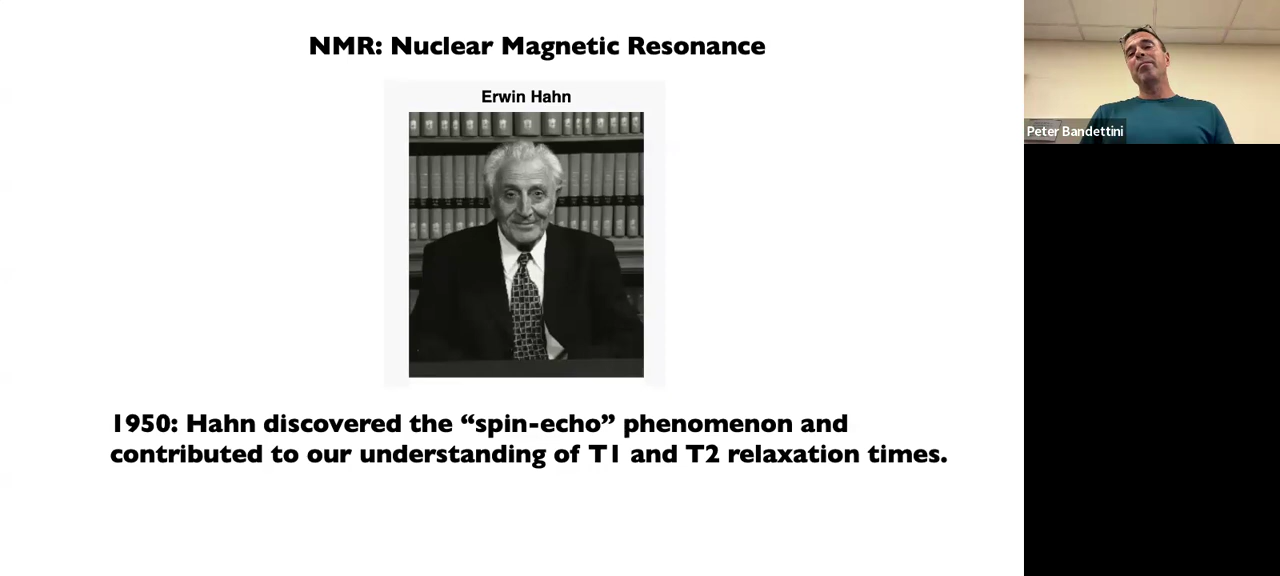 NMR: Nuclear Magnetic Resonance
Erwin Hahn
1950: Hahn discovered the “spin-echo” phenomenon and
contributed to our understanding of T1 and T2 relaxation times.
Peter Bandettini